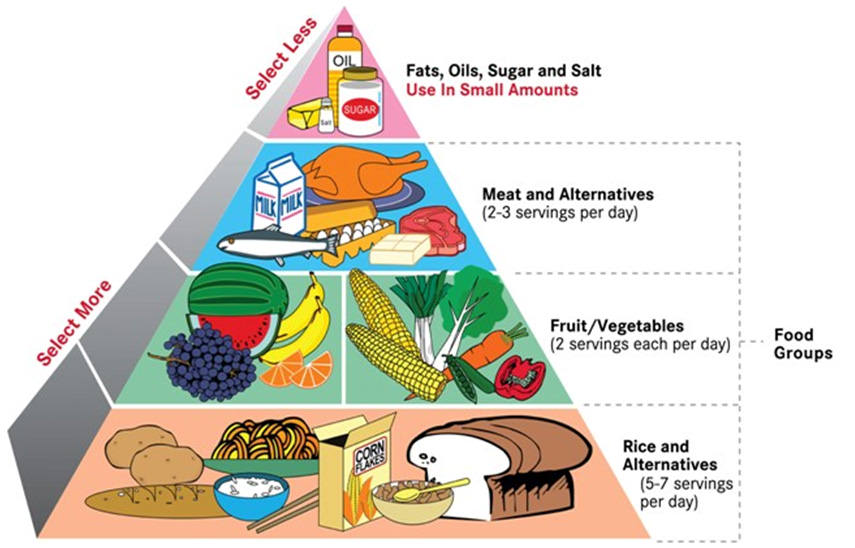 Select Less
OIL
SUGAR
Salt
Fats, Oils, Sugar and Salt
Use In Small Amounts
MILK MILK
Meat and Alternatives
(2-3 servings per day)
Select More
Fruit/Vegetables
(2 servings each per day)
Food
Groups
CORN
FLAKES
Rice and
Alternatives
(5-7 servings
per day)